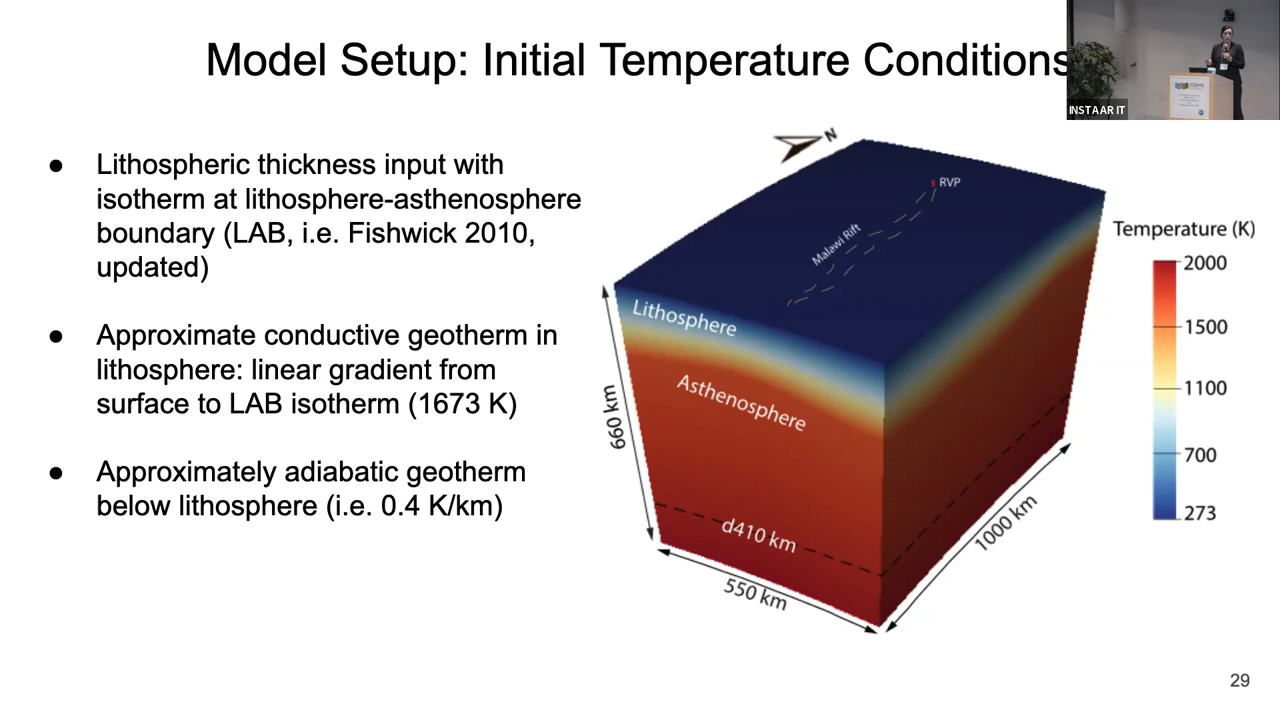 Model Setup: Initial Temperature Conditions
INSTAAR IT
● Lithospheric thickness input with
isotherm at lithosphere-asthenosphere
boundary (LAB, i.e. Fishwick 2010,
updated)
● Approximate conductive geotherm in
lithosphere: linear gradient from
surface to LAB isotherm (1673 K)
● Approximately adiabatic geotherm
below lithosphere (i.e. 0.4 K/km)
N
RVP
Malawi Rift
Lithosphere
Asthenosphere
660 km
d410 km
550 km
1000 km
Temperature (K)
2000
1500
1100
700
273
29